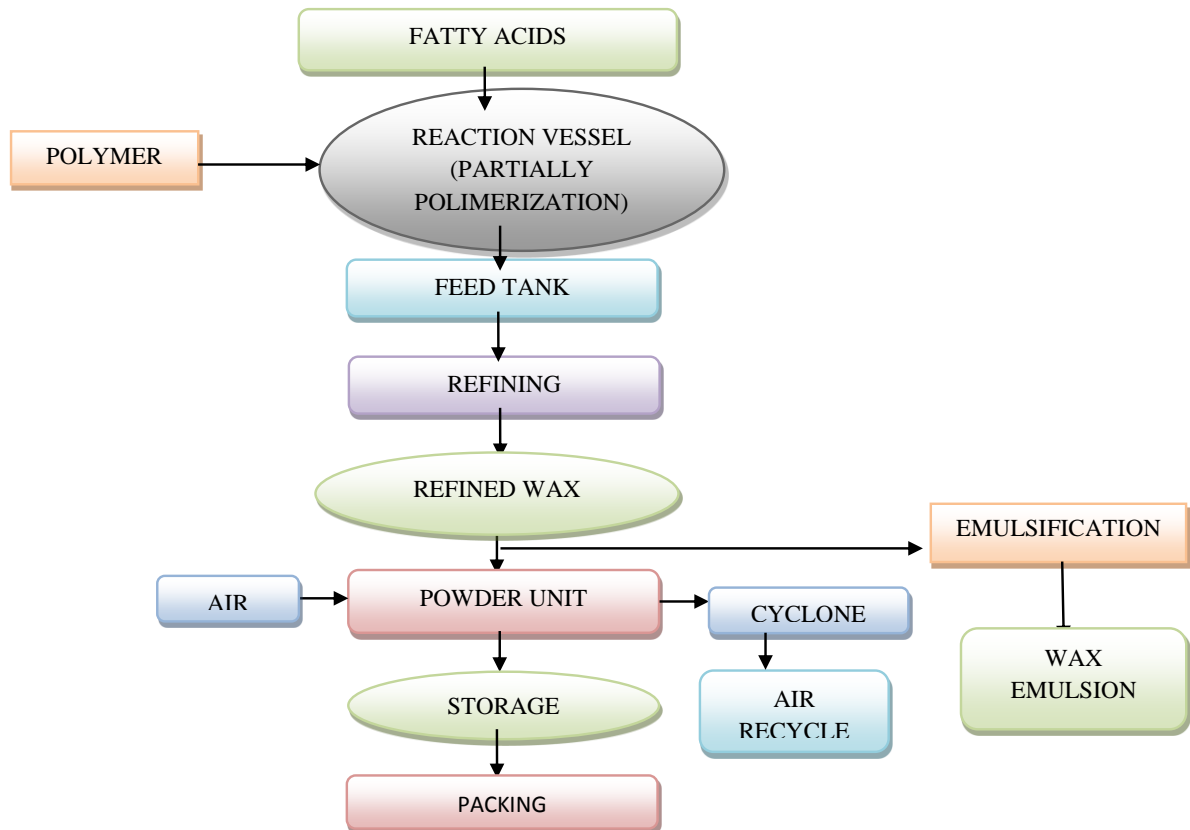 FATTY ACIDS
POLYMER
REACTION VESSEL
(PARTIALLY
POLIMERIZATION)
FEED TANK
REFINING
REFINED WAX
EMULSIFICATION
AIR
POWDER UNIT
CYCLONE
WAX
EMULSION
STORAGE
AIR
RECYCLE
PACKING